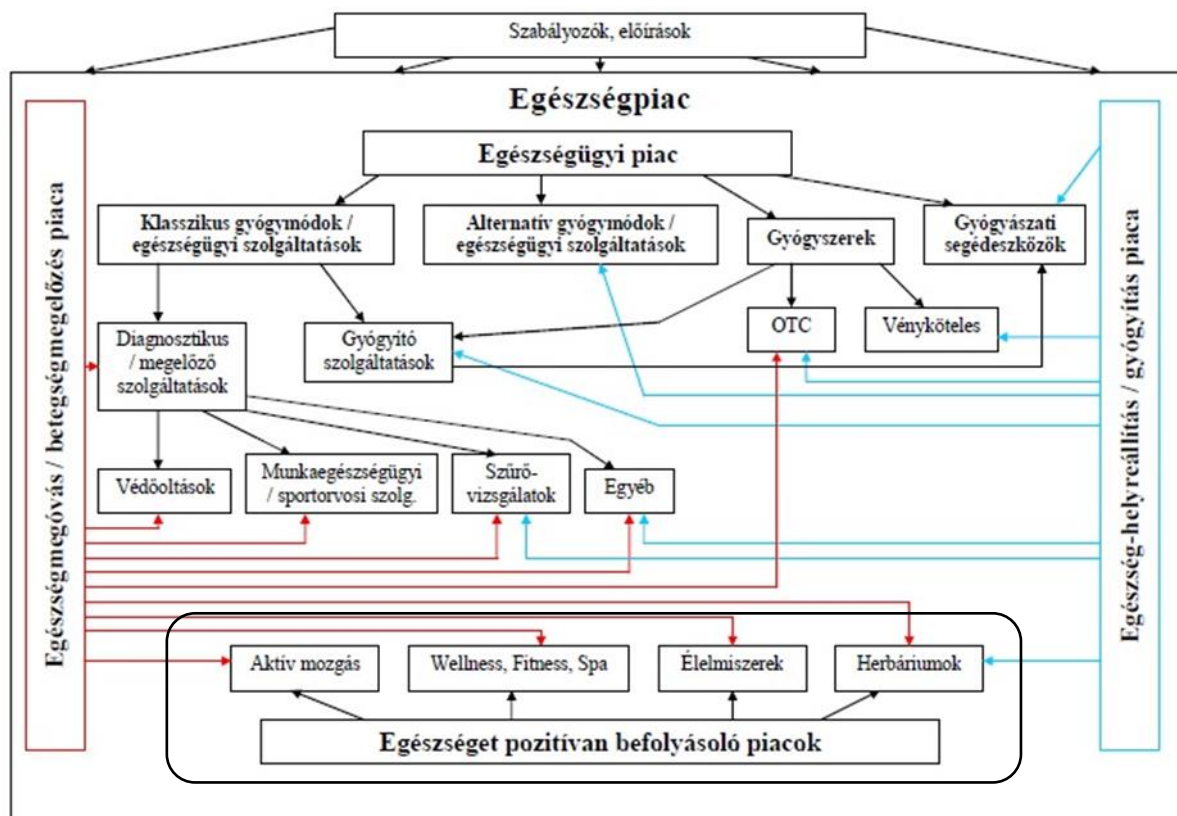 Szabályozók, előírások
Egészségpiac
Egészségmegóvás / betegségmegelőzés piaca
Egészség-helyreállítás / gyógyítás piaca
Egészségügyi piac
Klasszikus gyógymódok /
egészségügyi szolgáltatások
Alternatív gyógymódok /
egészségügyi szolgáltatások
Gyógyszerek
Gyógyászati
segédeszközök
Diagnosztikus
/ megelőző
szolgáltatások
Gyógyító
szolgáltatások
OTC
Vényköteles
Védőoltások
Munkaegészségügyi
/ sportorvosi szolg.
Szűrő-
vizsgálatok
Egyéb
Aktív mozgás
Wellness, Fitness, Spa
Élelmiszerek
Herbáriumok
Egészséget pozitívan befolyásoló piacok